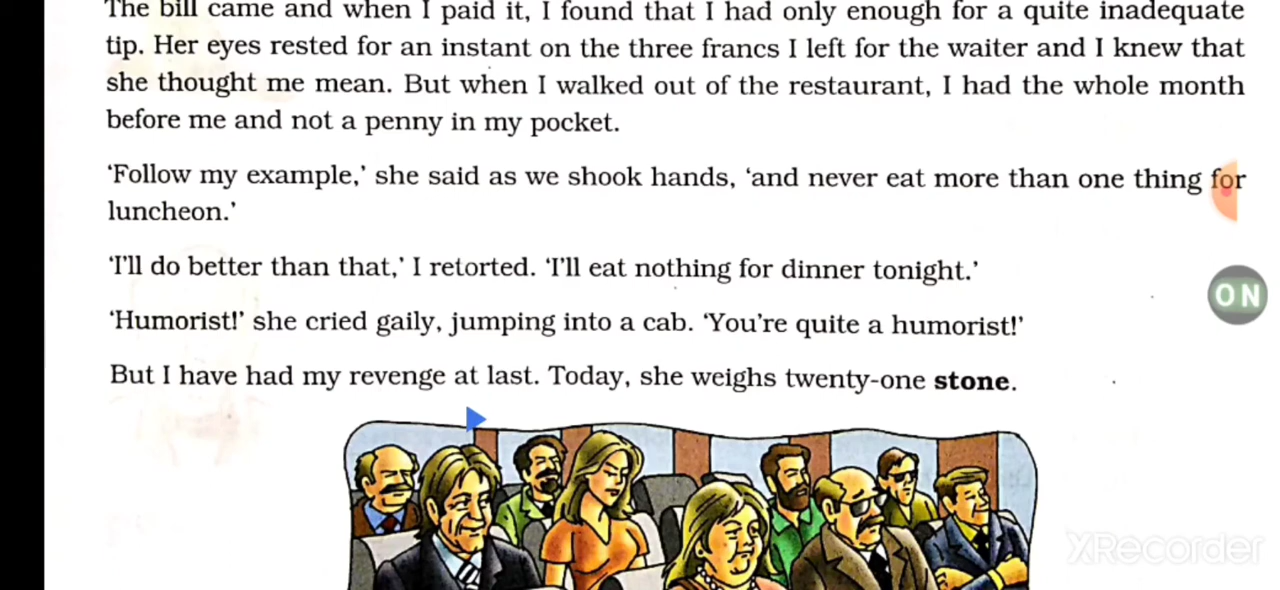 The bill came and when I paid it, I found that I had only enough for a quite inadequate
tip. Her eyes rested for an instant on the three francs I left for the waiter and I knew that
she thought me mean. But when I walked out of the restaurant, I had the whole month
before me and not a penny in my pocket.
‘Follow my example,’ she said as we shook hands, ‘and never eat more than one thing for
luncheon.’
‘I’ll do better than that,’ I retorted. ‘I’ll eat nothing for dinner tonight.’
ON
‘Humorist!’ she cried gaily, jumping into a cab. ‘You’re quite a humorist!’
But I have had my revenge at last. Today, she weighs twenty-one stone.
XRecorder